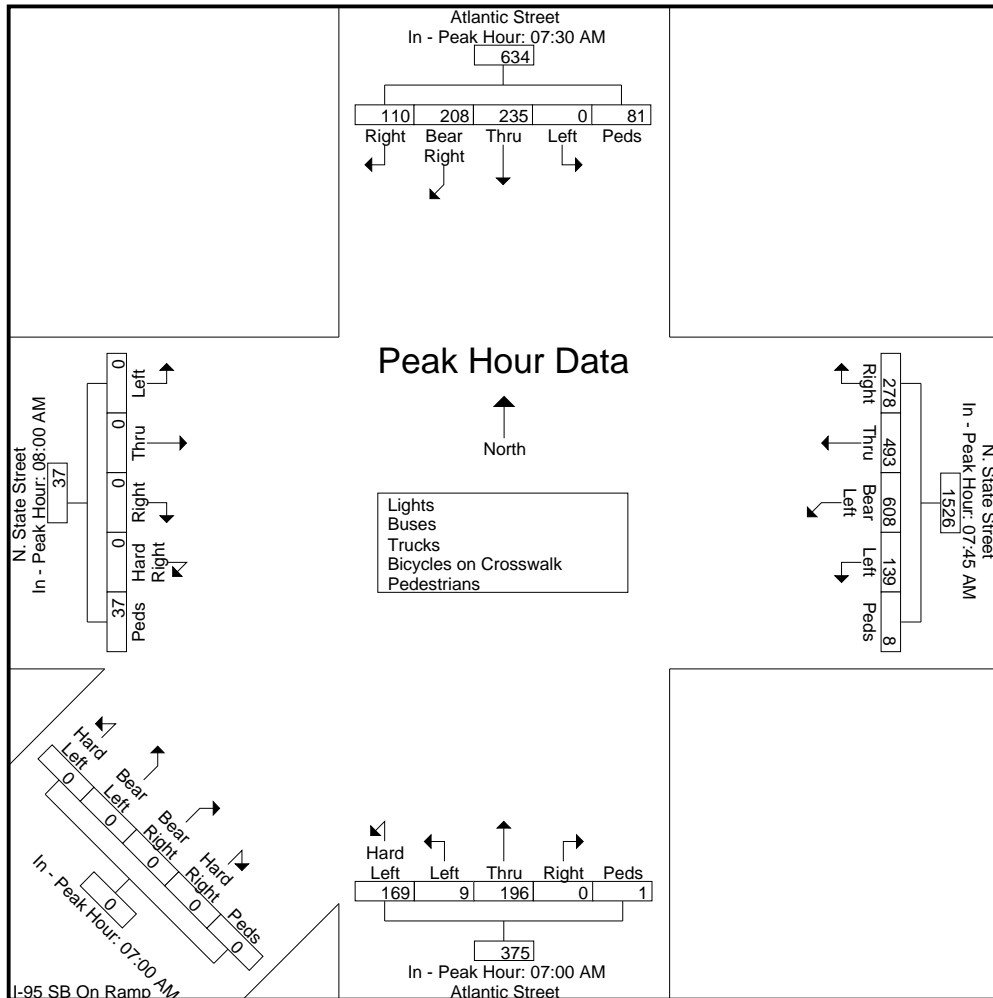 Atlantic Street
In - Peak Hour: 07:30 AM
634
110 208 235 0 81
Right Bear Right Thru Left Peds
Peak Hour Data
North
Lights
Buses
Trucks
Bicycles on Crosswalk
Pedestrians
N. State Street
In - Peak Hour: 08:00 AM
37
0 0 0 0 37
Left Thru Right Hard Right Peds
N. State Street
In - Peak Hour: 07:45 AM
1526
278 493 608 139 8
Right Thru Bear Left Left Peds
Hard Left Bear Left Bear Right Hard Right Peds
0 0 0 0 0
0
In - Peak Hour: 07:00 AM
I-95 SB On Ramp
Hard
Left Left Thru Right Peds
169 9 196 0 1
375
In - Peak Hour: 07:00 AM
Atlantic Street